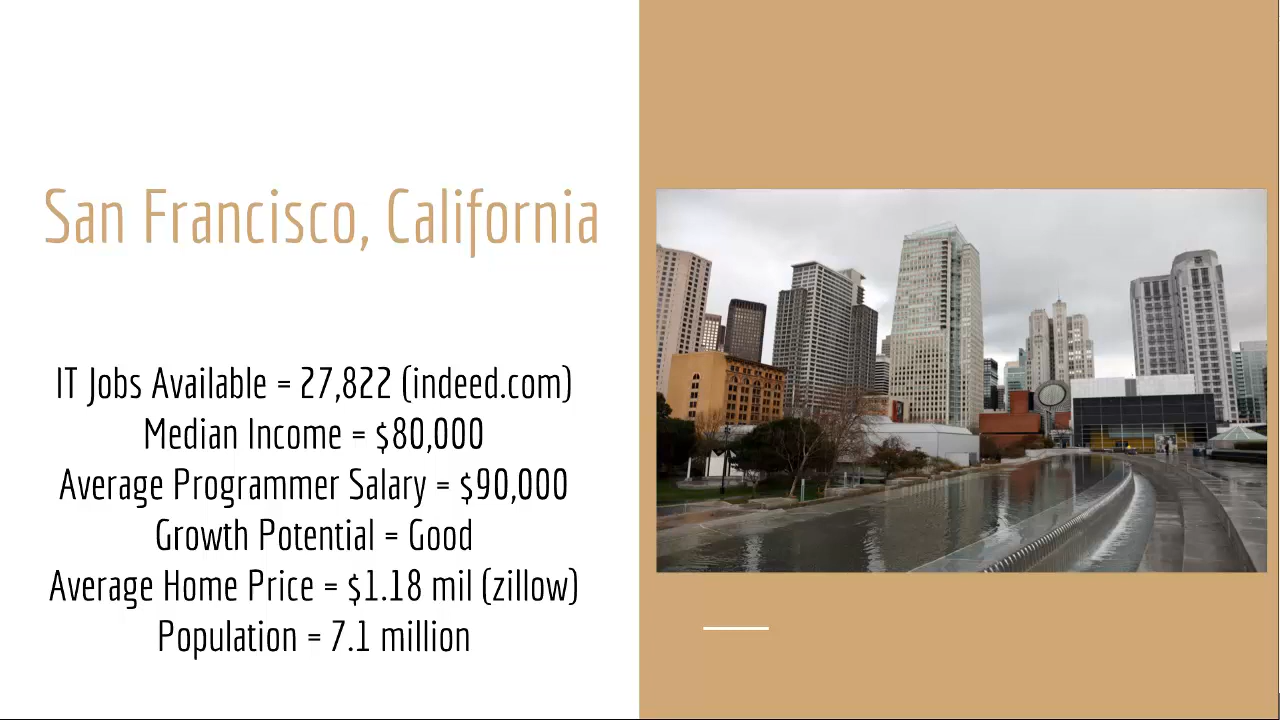 San Francisco, California
IT Jobs Available = 27,822 (indeed.com)
Median Income = $80,000
Average Programmer Salary = $90,000
Growth Potential = Good
Average Home Price = $1.18 mil (zillow)
Population = 7.1 million